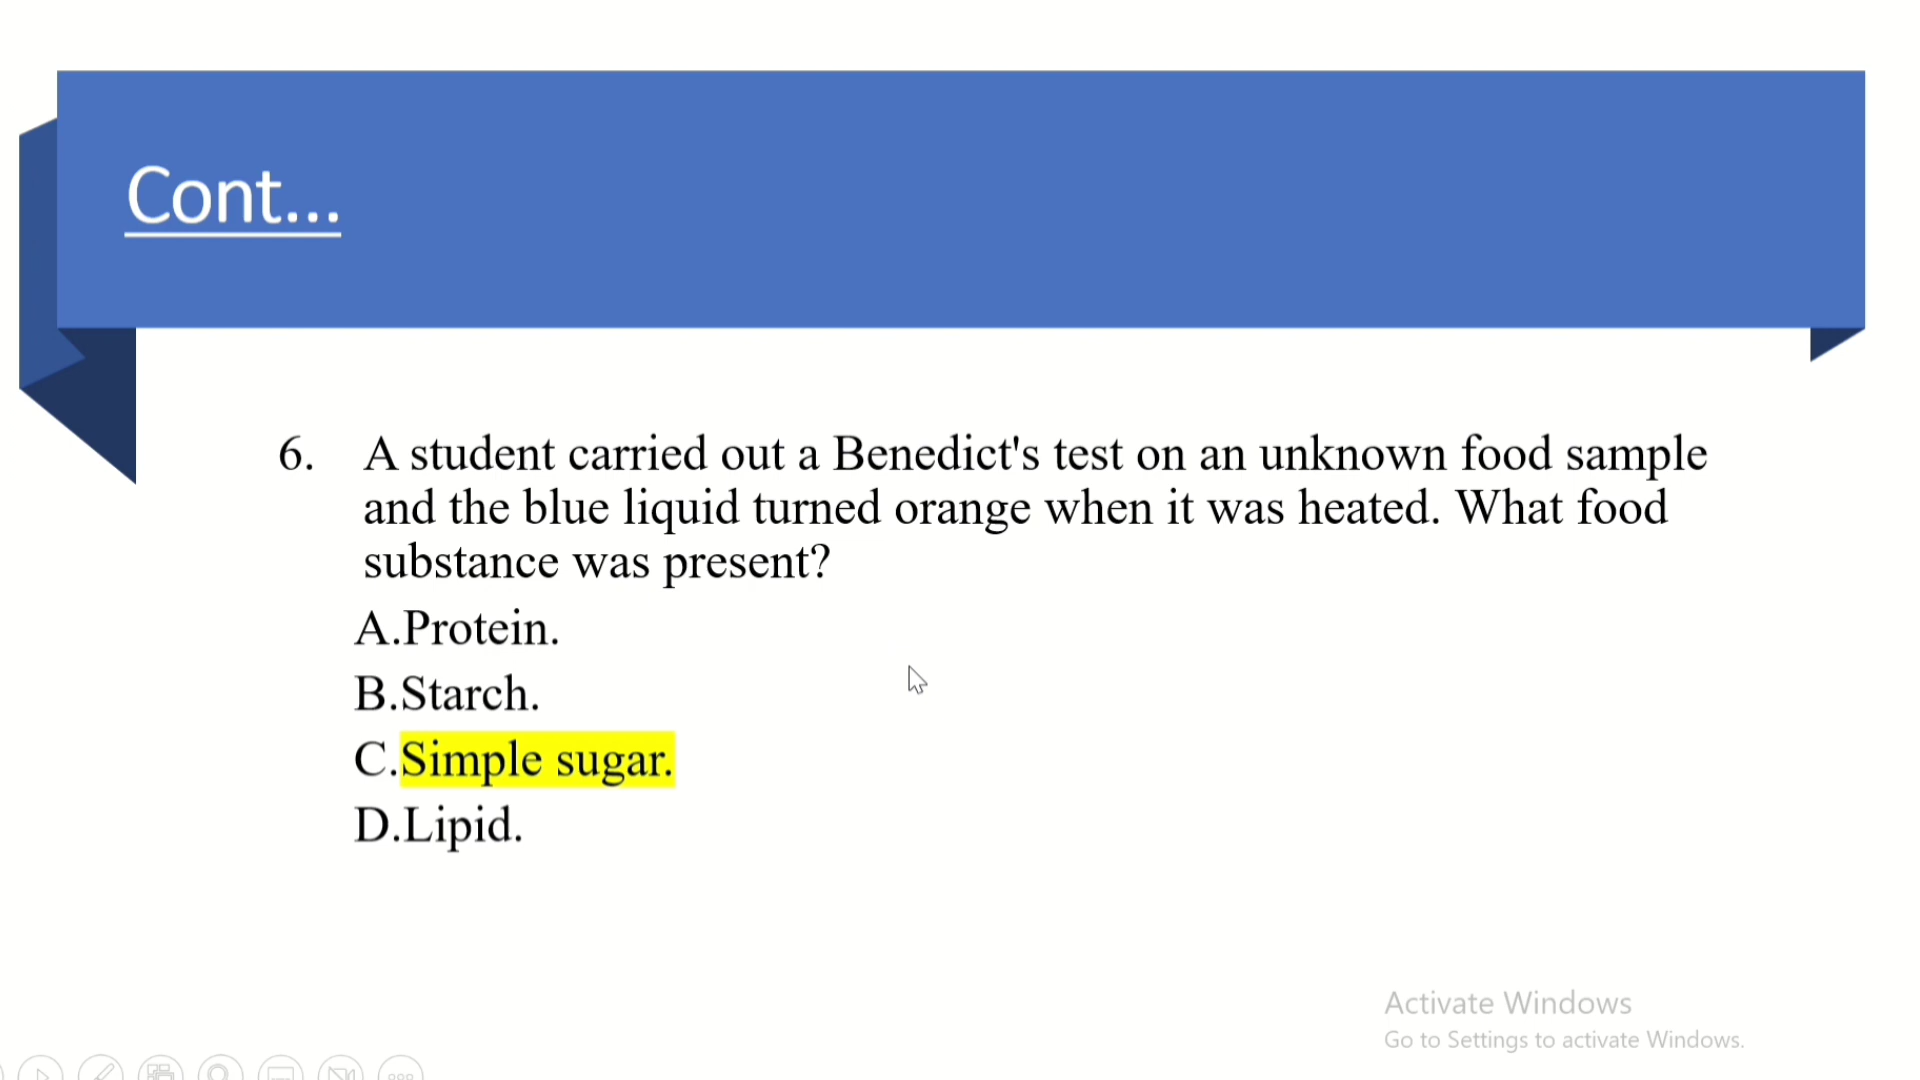 Cont...
6. A student carried out a Benedict's test on an unknown food sample
and the blue liquid turned orange when it was heated. What food
substance was present?
A.Protein.
B.Starch.
C.Simple sugar.
D.Lipid.
Activate Windows
Go to Settings to activate Windows.